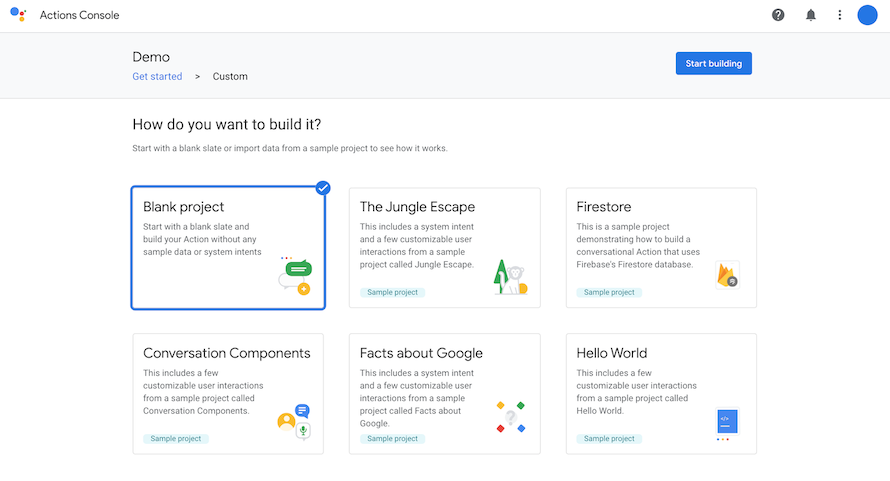 Actions Console
Demo
Start building
Get started > Custom
How do you want to build it?
Start with a blank slate or import data from a sample project to see how it works.
Blank project
Start with a blank slate and
build your Action without any
sample data or system intents
The Jungle Escape
This includes a system intent
and a few customizable user
interactions from a sample
project called Jungle Escape.
Sample project
Firestore
This is a sample project
demonstrating how to build a
conversational Action that uses
Firebase's Firestore database.
Sample project
Conversation Components
This includes a few
customizable user interactions
from a sample project called
Conversation Components.
Sample project
Facts about Google
This includes a system intent
and a few customizable user
interactions from a sample
project called Facts about
Google.
Sample project
Hello World
This includes a few
customizable user interactions
from a sample project called
Hello World.
Sample project